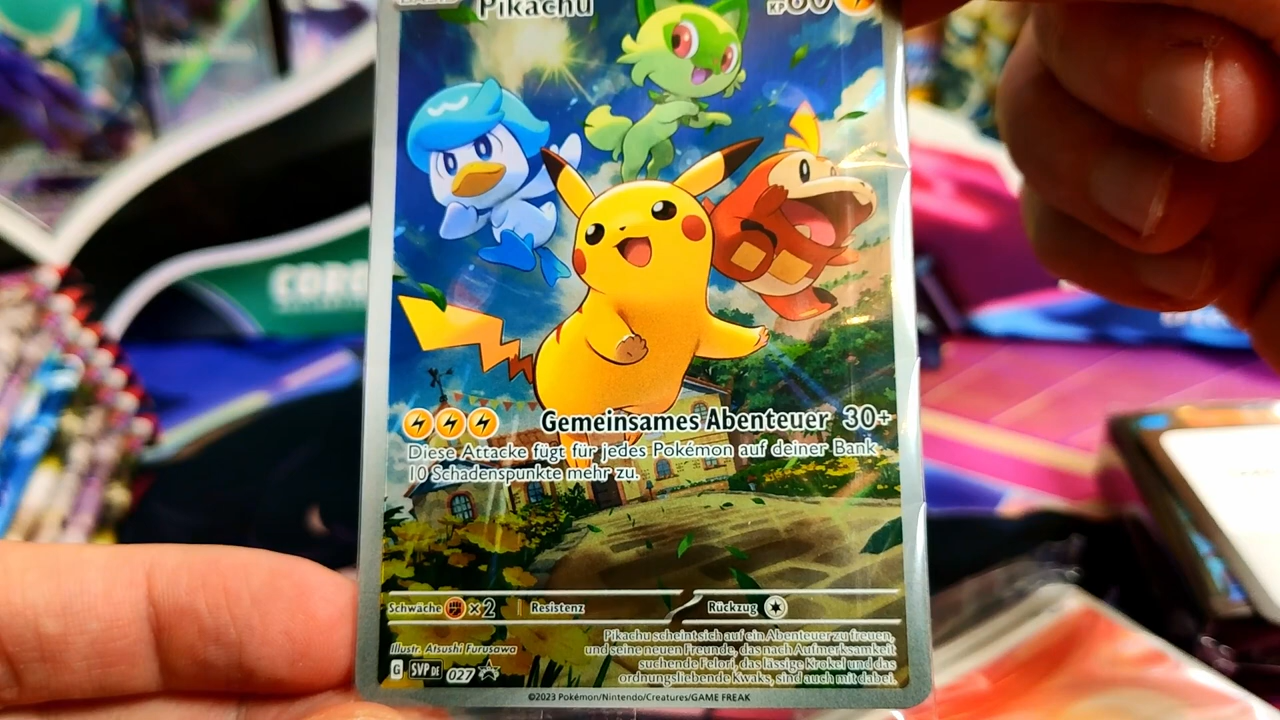 Pikachu
KP 60
Gemeinsames Abenteuer 30+
Diese Attacke fügt für jedes Pokémon auf deiner Bank
10 Schadenspunkte mehr zu.
Schwäche ×2 Resistenz Rückzug
Illustr. Atsushi Furusawa
Pikachu scheint sich auf ein Abenteuer zu freuen,
und seine neuen Freunde, das nach Aufmerksamkeit
suchende Felori, das lässige Krokel und das
ordnungsliebende Kwaks, sind auch mit dabei.
G SVP DE 027
©2023 Pokémon/Nintendo/Creatures/GAME FREAK